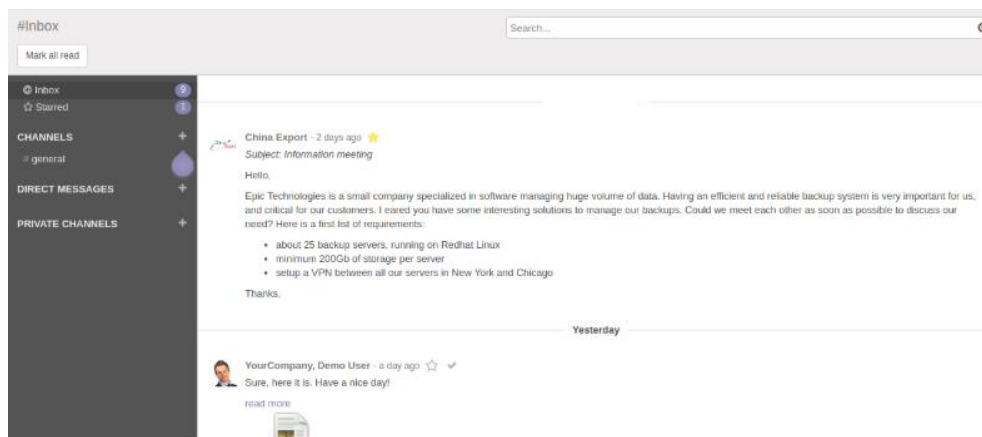 #Inbox
Search...
Mark all read
Inbox 9
Starred 1
CHANNELS +
# general
DIRECT MESSAGES +
PRIVATE CHANNELS +
China Export - 2 days ago
Subject: Information meeting
Hello,
Epic Technologies is a small company specialized in software managing huge volume of data. Having an efficient and reliable backup system is very important for us,
and critical for our customers. I eared you have some interesting solutions to manage our backups. Could we meet each other as soon as possible to discuss our
need? Here is a first list of requirements:
• about 25 backup servers, running on Redhat Linux
• minimum 200Gb of storage per server
• setup a VPN between all our servers in New York and Chicago
Thanks,
Yesterday
YourCompany, Demo User - a day ago
Sure, here it is. Have a nice day!
read more